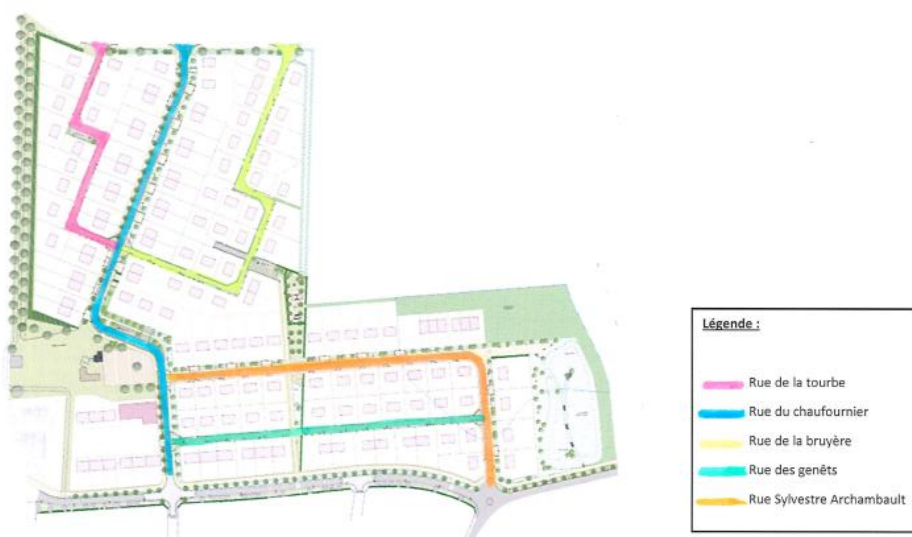 Légende :
Rue de la tourbe
Rue du chaufournier
Rue de la bruyère
Rue des genêts
Rue Sylvestre Archambault